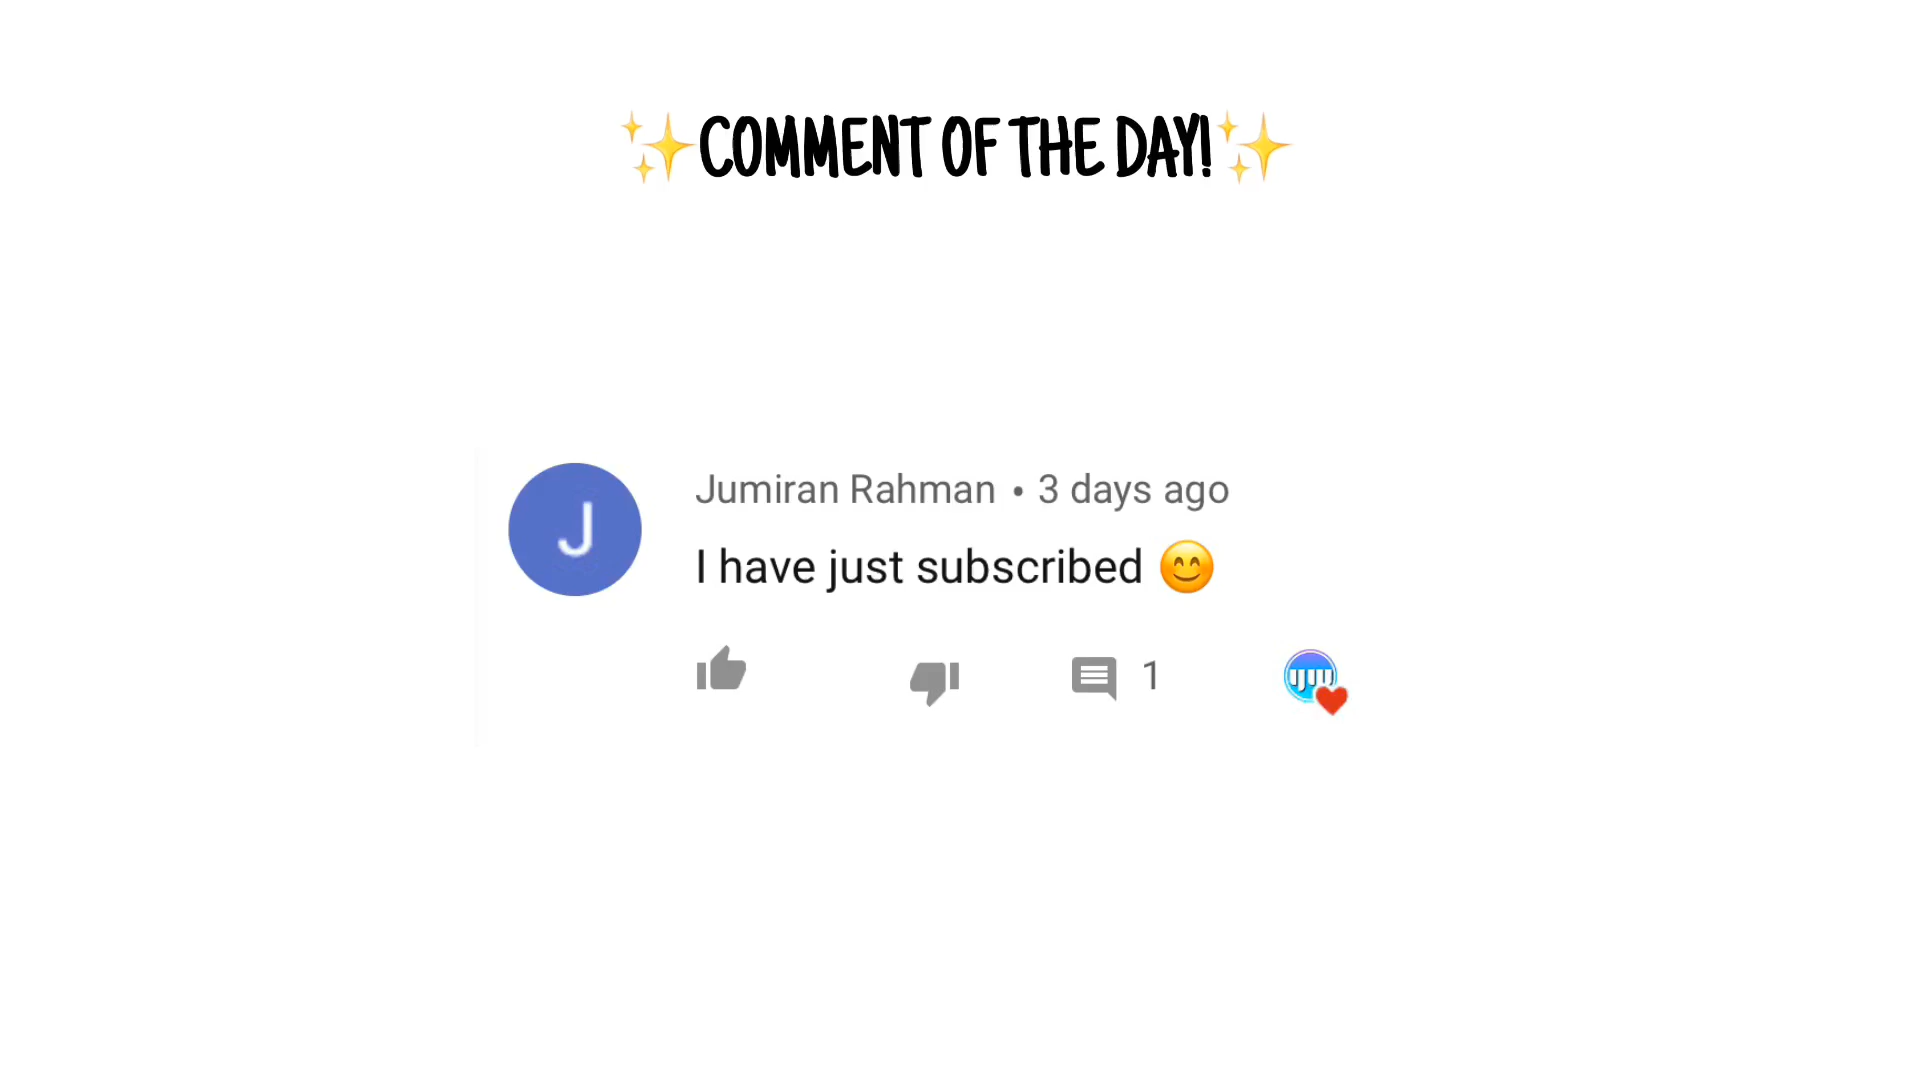 ✨COMMENT OF THE DAY!✨
J
Jumiran Rahman • 3 days ago
I have just subscribed 😊
1